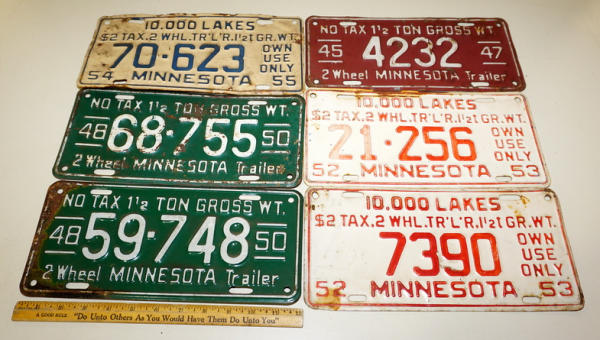 10,000 LAKES
$2 TAX.2 WHL.TR'L'R.1½t GR.WT.
70·623 OWN USE ONLY
54 MINNESOTA 55
NO TAX 1½ TON GROSS WT.
45 4232 47
2 Wheel MINNESOTA Trailer
NO TAX 1½ TON GROSS WT.
48 68·755 50
2 Wheel MINNESOTA Trailer
10,000 LAKES
$2 TAX.2 WHL.TR'L'R.1½t GR.WT.
21·256 OWN USE ONLY
52 MINNESOTA 53
NO TAX 1½ TON GROSS WT.
48 59·748 50
2 Wheel MINNESOTA Trailer
10,000 LAKES
$2 TAX.2 WHL.TR'L'R.1½t GR.WT.
7390 OWN USE ONLY
52 MINNESOTA 53
A GOOD RULE "Do Unto Others As You Would Have Them Do Unto You"